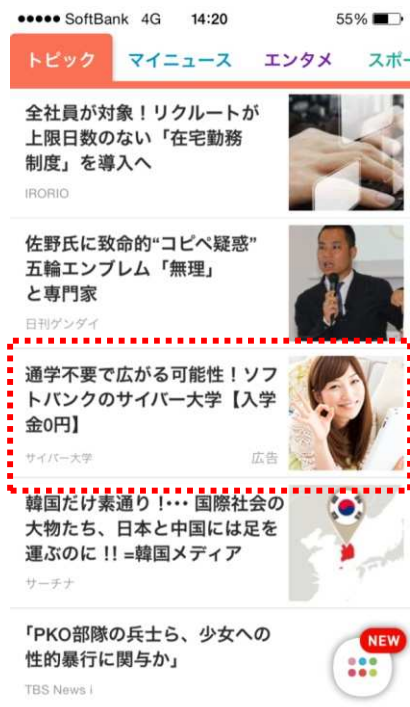 SoftBank 4G 14:20 55%
トピック マイニュース エンタメ スポー
全社員が対象！リクルートが
上限日数のない「在宅勤務
制度」を導入へ
IRORIO
佐野氏に致命的“コピペ疑惑”
五輪エンブレム「無理」
と専門家
日刊ゲンダイ
通学不要で広がる可能性！ソフ
トバンクのサイバー大学【入学
金0円】
サイバー大学 広告
韓国だけ素通り！… 国際社会の
大物たち、日本と中国には足を
運ぶのに !! =韓国メディア
サーチナ
「PKO部隊の兵士ら、少女への
性的暴行に関与か」
TBS News i
NEW